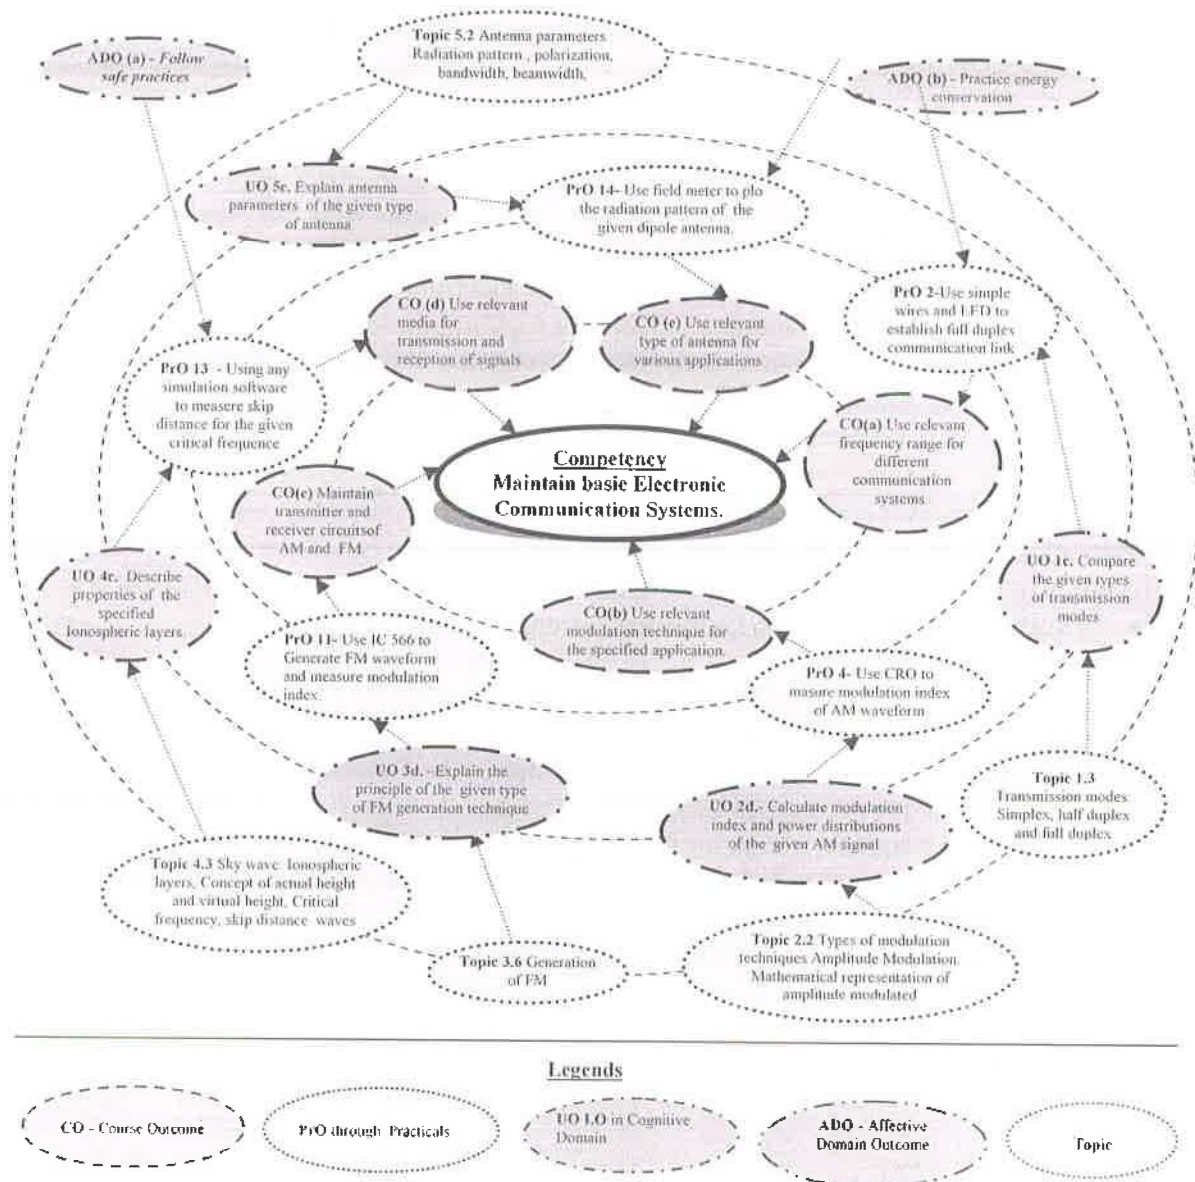 Topic 5.2 Antenna parameters
Radiation pattern , polarization,
bandwidth, beamwidth,
ADO (a) - Follow
safe practices
ADO (b) - Practice energy
conservation
UO 5c. Explain antenna
parameters of the given type
of antenna.
PrO 14- Use field meter to plo
the radiation pattern of the
given dipole antenna.
PrO 2-Use simple
wires and LED to
establish full duplex
communication link
CO (d) Use relevant
media for
transmission and
reception of signals
CO (e) Use relevant
type of antenna for
various applications
PrO 13 - Using any
simulation software
to measere skip
distance for the given
critical frequence
CO(a) Use relevant
frequency range for
different
communication
systems.
Competency
Maintain basic Electronic
Communication Systems.
CO(c) Maintain
transmitter and
receiver circuitsof
AM and FM
UO 4c. Describe
properties of the
specified
Ionospheric layers.
UO 1c. Compare
the given types
of transmission
modes
CO(b) Use relevant
modulation technique for
the specified application.
PrO 11- Use IC 566 to
Generate FM waveform
and measure modulation
index.
PrO 4- Use CRO to
masure modulation index
of AM waveform
UO 3d. -Explain the
principle of the given type
of FM generation technique
UO 2d.- Calculate modulation
index and power distributions
of the given AM signal
Topic 1.3
Transmission modes
Simplex, half duplex
and full duplex
Topic 4.3 Sky wave: Ionospheric
layers, Concept of actual height
and virtual height, Critical
frequency, skip distance waves
Topic 3.6 Generation
of FM
Topic 2.2 Types of modulation
techniques Amplitude Modulation.
Mathematical representation of
amplitude modulated
Legends
CO - Course Outcome
PrO through Practicals
UO LO in Cognitive
Domain
ADO - Affective
Domain Outcome
Topic